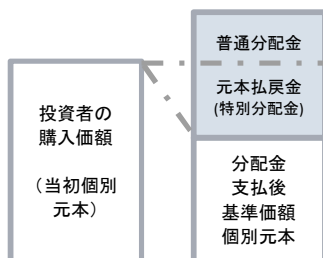 普通分配金
元本払戻金
(特別分配金)
投資者の
購入価額
(当初個別
元本)
分配金
支払後
基準価額
個別元本